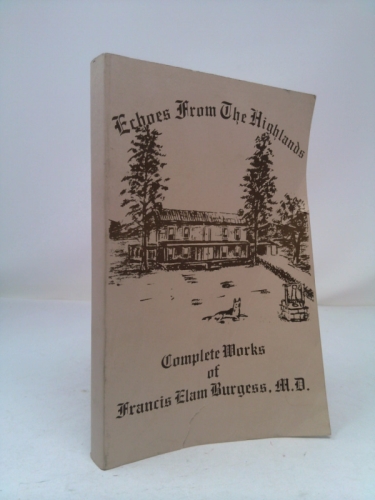 Echoes From The Highlands
Complete Works
of
Francis Elam Burgess, M.D.